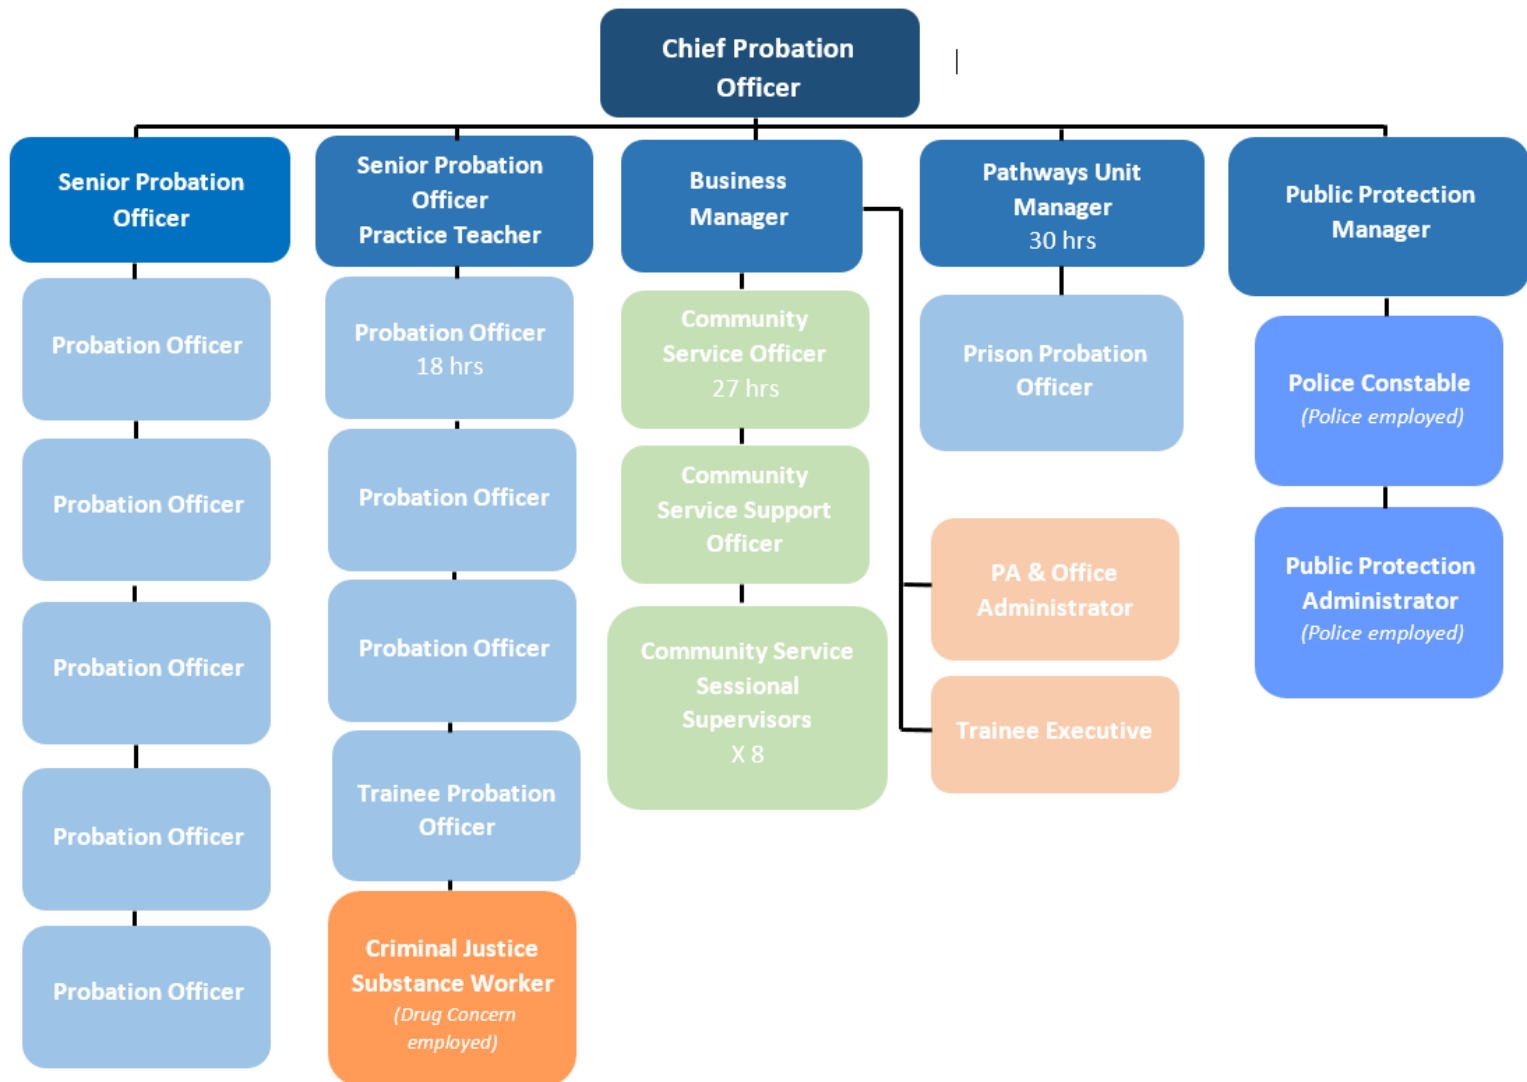 Chief Probation
Officer
Senior Probation
Officer
Probation Officer
Probation Officer
Probation Officer
Probation Officer
Probation Officer
Senior Probation
Officer
Practice Teacher
Probation Officer
18 hrs
Probation Officer
Probation Officer
Trainee Probation
Officer
Criminal Justice
Substance Worker
(Drug Concern
employed)
Business
Manager
Community
Service Officer
27 hrs
Community
Service Support
Officer
Community Service
Sessional
Supervisors
X 8
PA & Office
Administrator
Trainee Executive
Pathways Unit
Manager
30 hrs
Prison Probation
Officer
Public Protection
Manager
Police Constable
(Police employed)
Public Protection
Administrator
(Police employed)